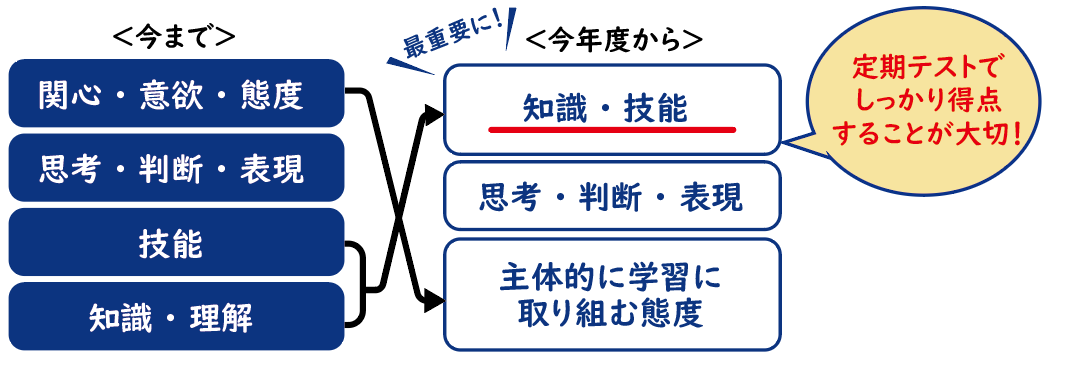 <今まで>
関心・意欲・態度
思考・判断・表現
技能
知識・理解
最重要に!
<今年度から>
知識・技能
思考・判断・表現
主体的に学習に
取り組む態度
定期テストで
しっかり得点
することが大切!